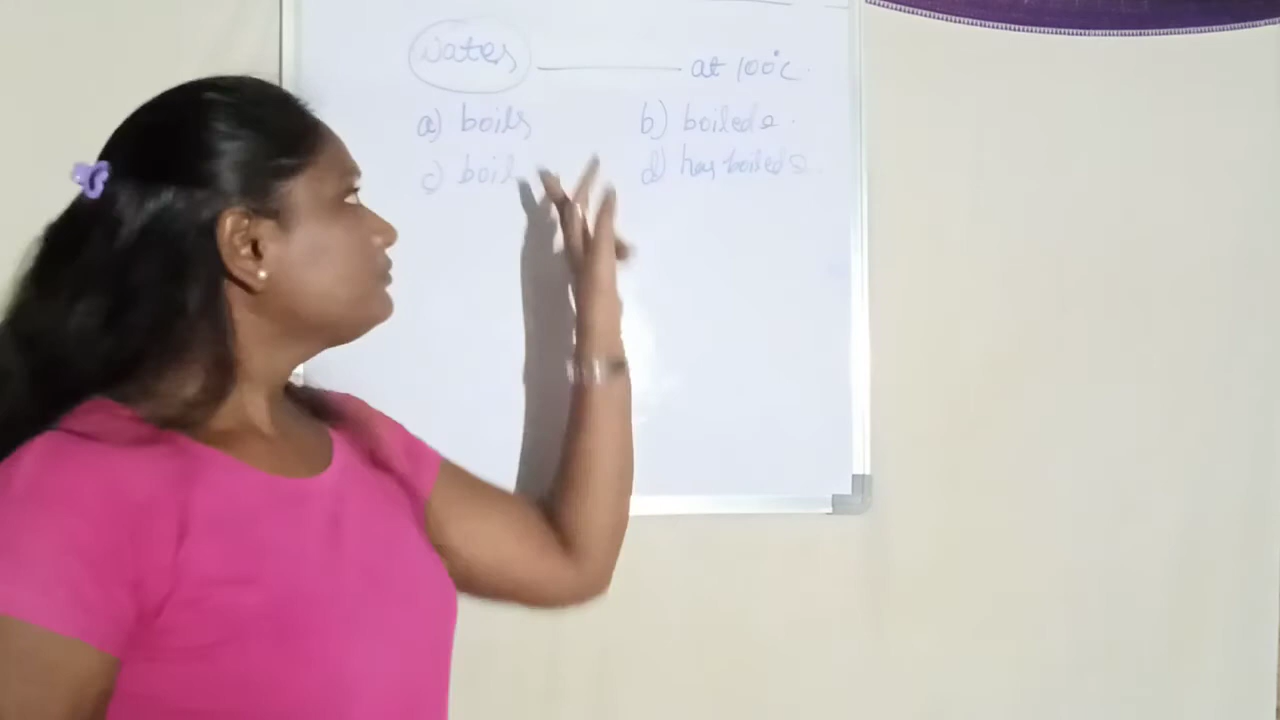 Water ________ at 100°C.
a) boils b) boiled
c) boil d) has boiled